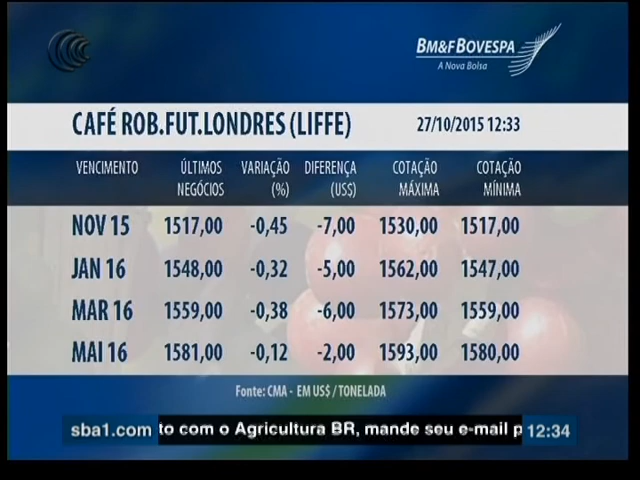 BM&FBOVESPA
A Nova Bolsa
CAFÉ ROB.FUT.LONDRES (LIFFE) 27/10/2015 12:33
VENCIMENTO ÚLTIMOS NEGÓCIOS VARIAÇÃO (%) DIFERENÇA (US$) COTAÇÃO MÁXIMA COTAÇÃO MÍNIMA
NOV 15 1517,00 -0,45 -7,00 1530,00 1517,00
JAN 16 1548,00 -0,32 -5,00 1562,00 1547,00
MAR 16 1559,00 -0,38 -6,00 1573,00 1559,00
MAI 16 1581,00 -0,12 -2,00 1593,00 1580,00
Fonte: CMA - EM US$ / TONELADA
sba1.com to com o Agricultura BR, mande seu e-mail p 12:34